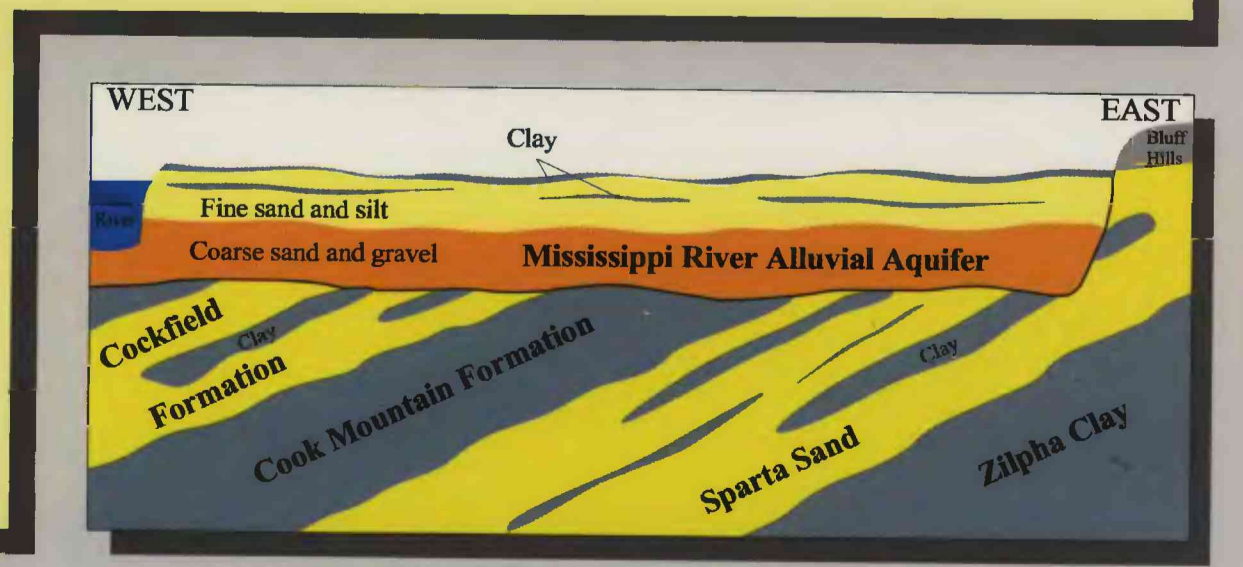 WEST
EAST
Bluff
Hills
Clay
River
Fine sand and silt
Coarse sand and gravel
Mississippi River Alluvial Aquifer
Cockfield
Clay
Formation
Cook Mountain Formation
Clay
Sparta Sand
Zilpha Clay